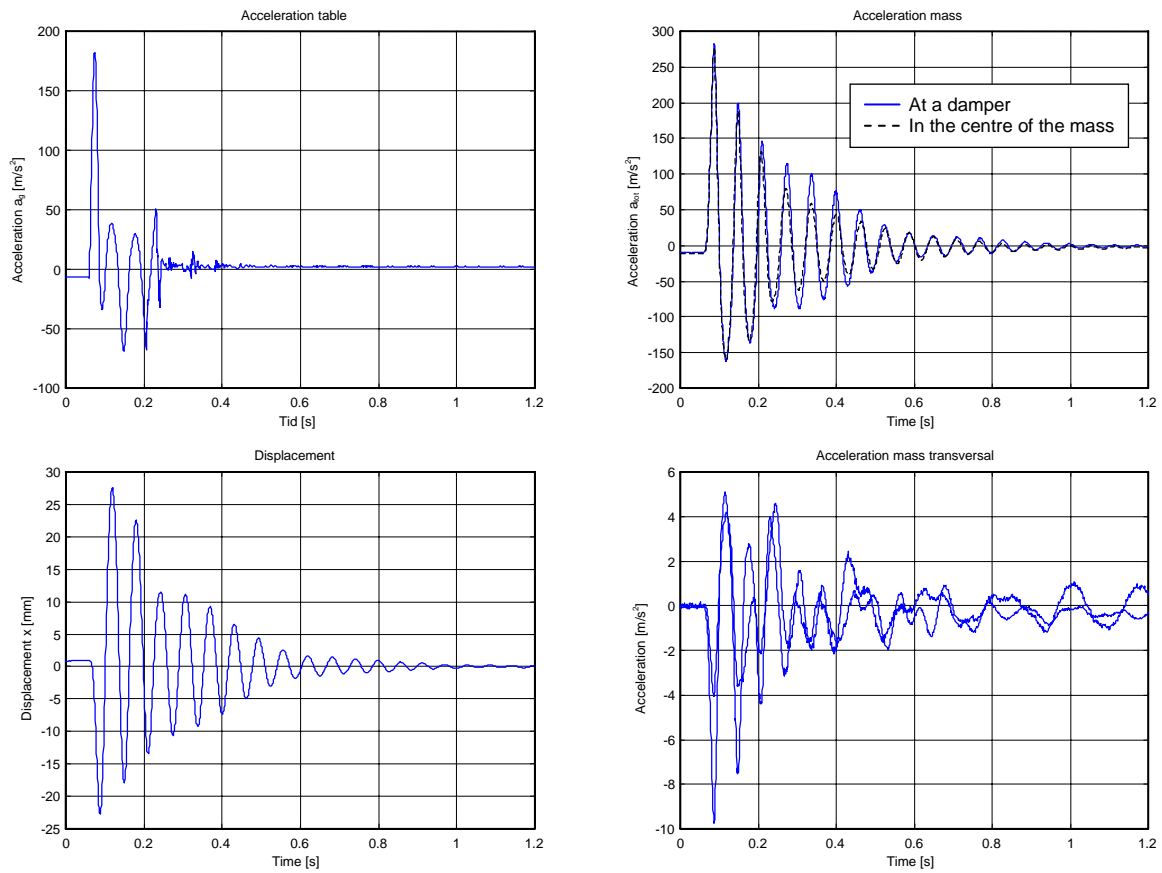 Acceleration table
200
150
100
50
0
-50
-100
Acceleration a_g [m/s²]
0 0.2 0.4 0.6 0.8 1 1.2
Tid [s]
Acceleration mass
300
250
200
150
100
50
0
-50
-100
-150
-200
Acceleration a_tot [m/s²]
At a damper
In the centre of the mass
0 0.2 0.4 0.6 0.8 1 1.2
Time [s]
Displacement
30
25
20
15
10
5
0
-5
-10
-15
-20
-25
Displacement x [mm]
0 0.2 0.4 0.6 0.8 1 1.2
Time [s]
Acceleration mass transversal
6
4
2
0
-2
-4
-6
-8
-10
Acceleration [m/s²]
0 0.2 0.4 0.6 0.8 1 1.2
Time [s]